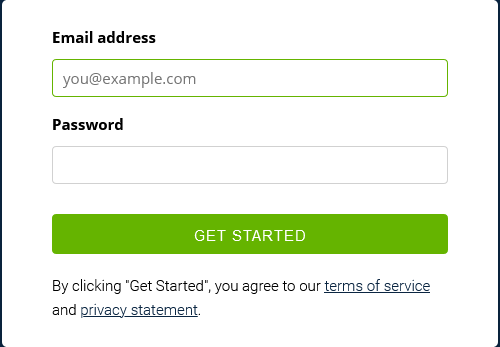 Email address
you@example.com
Password
GET STARTED
By clicking "Get Started", you agree to our terms of service
and privacy statement.